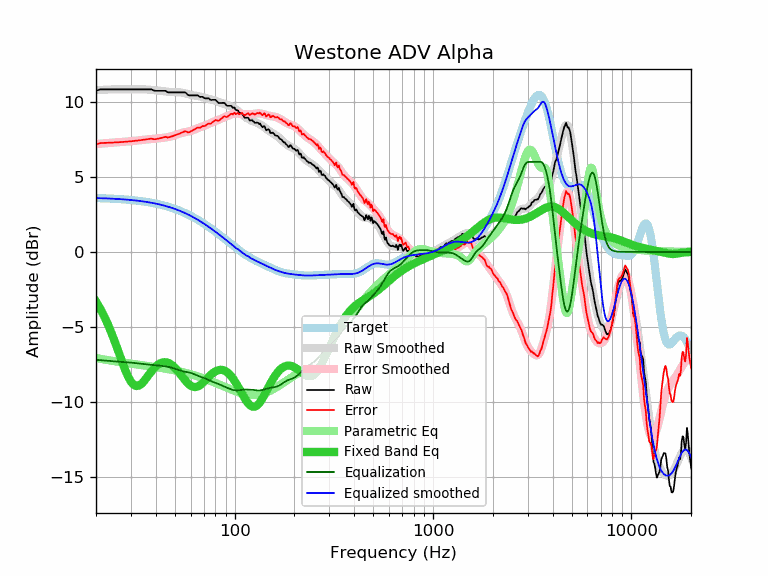 Westone ADV Alpha
Amplitude (dBr)
10
5
0
−5
−10
−15
Target
Raw Smoothed
Error Smoothed
Raw
Error
Parametric Eq
Fixed Band Eq
Equalization
Equalized smoothed
100
1000
10000
Frequency (Hz)